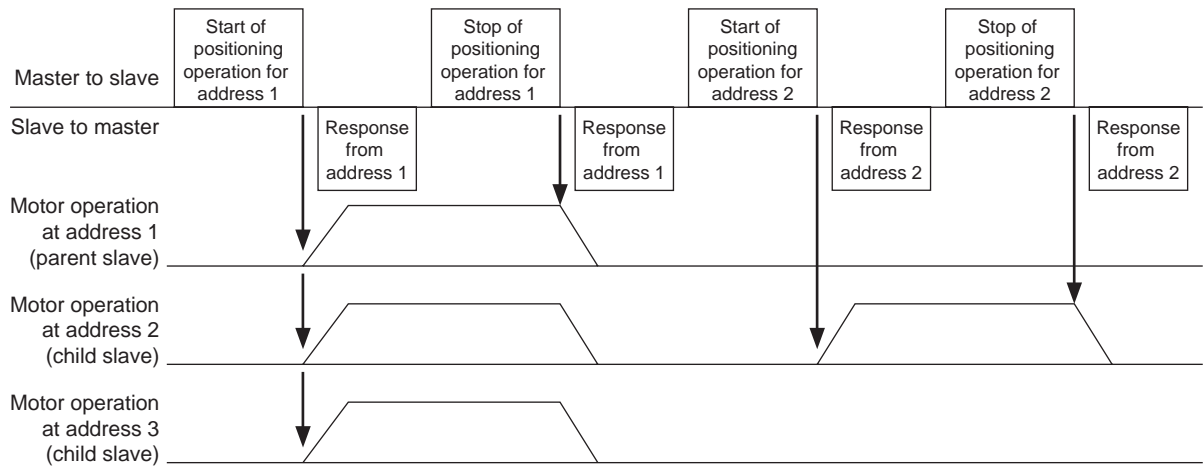 Start of
positioning
operation for
address 1
Stop of
positioning
operation for
address 1
Start of
positioning
operation for
address 2
Stop of
positioning
operation for
address 2
Master to slave
Slave to master
Response
from
address 1
Response
from
address 1
Response
from
address 2
Response
from
address 2
Motor operation
at address 1
(parent slave)
Motor operation
at address 2
(child slave)
Motor operation
at address 3
(child slave)